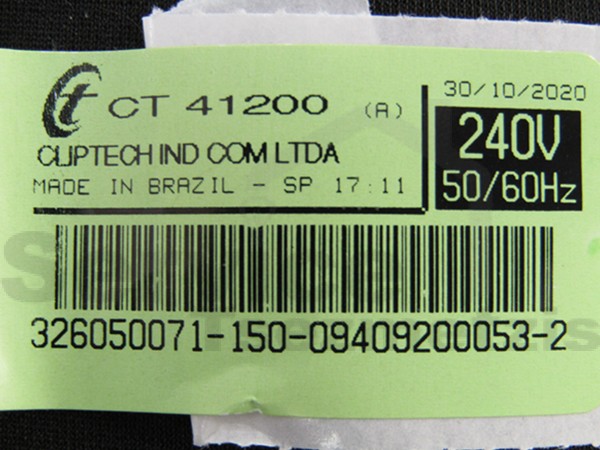 CT 41200 (A)
CLIPTECH IND COM LTDA
MADE IN BRAZIL - SP 17:11
30/10/2020
240V
50/60Hz
326050071-150-09409200053-2